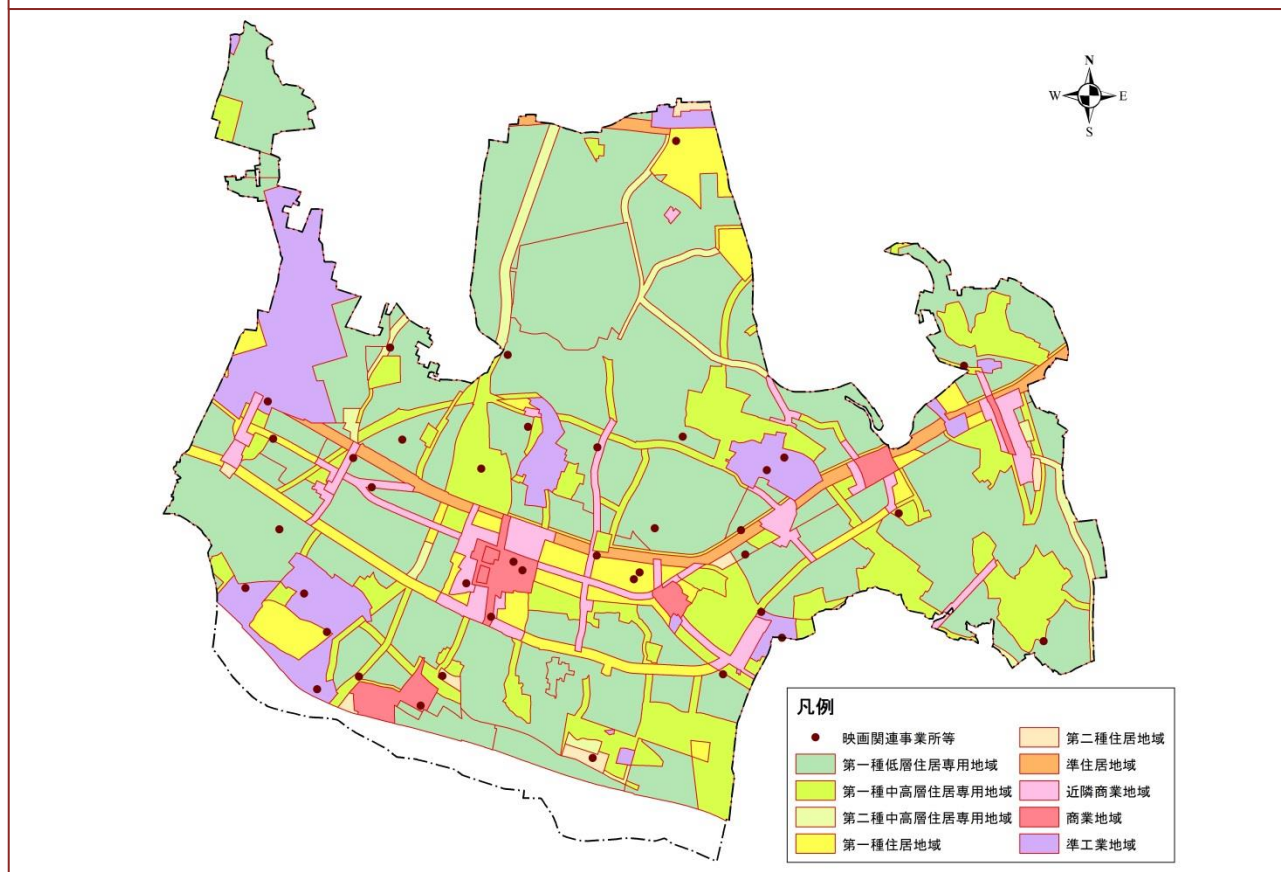 N
W E
S
凡例
映画関連事業所等
第一種低層住居専用地域
第一種中高層住居専用地域
第二種中高層住居専用地域
第一種住居地域
第二種住居地域
準住居地域
近隣商業地域
商業地域
準工業地域